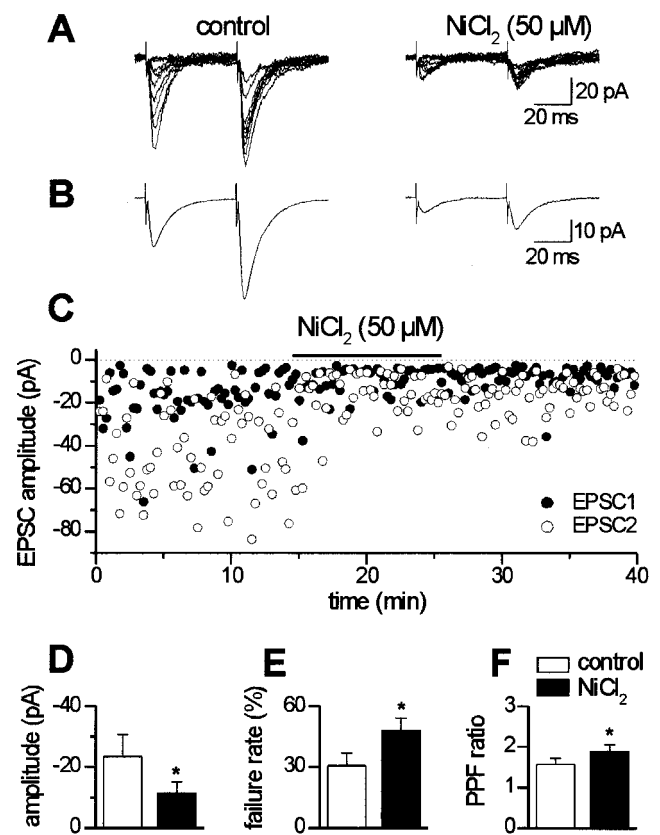 A
control
NiCl2 (50 µM)
20 pA
20 ms
B
10 pA
20 ms
C
NiCl2 (50 µM)
EPSC amplitude (pA)
0
-20
-40
-60
-80
EPSC1
EPSC2
0
10
20
30
40
time (min)
D
amplitude (pA)
-40
-20
0
*
E
failure rate (%)
60
30
0
*
F
control
NiCl2
PPF ratio
3
2
1
0
*